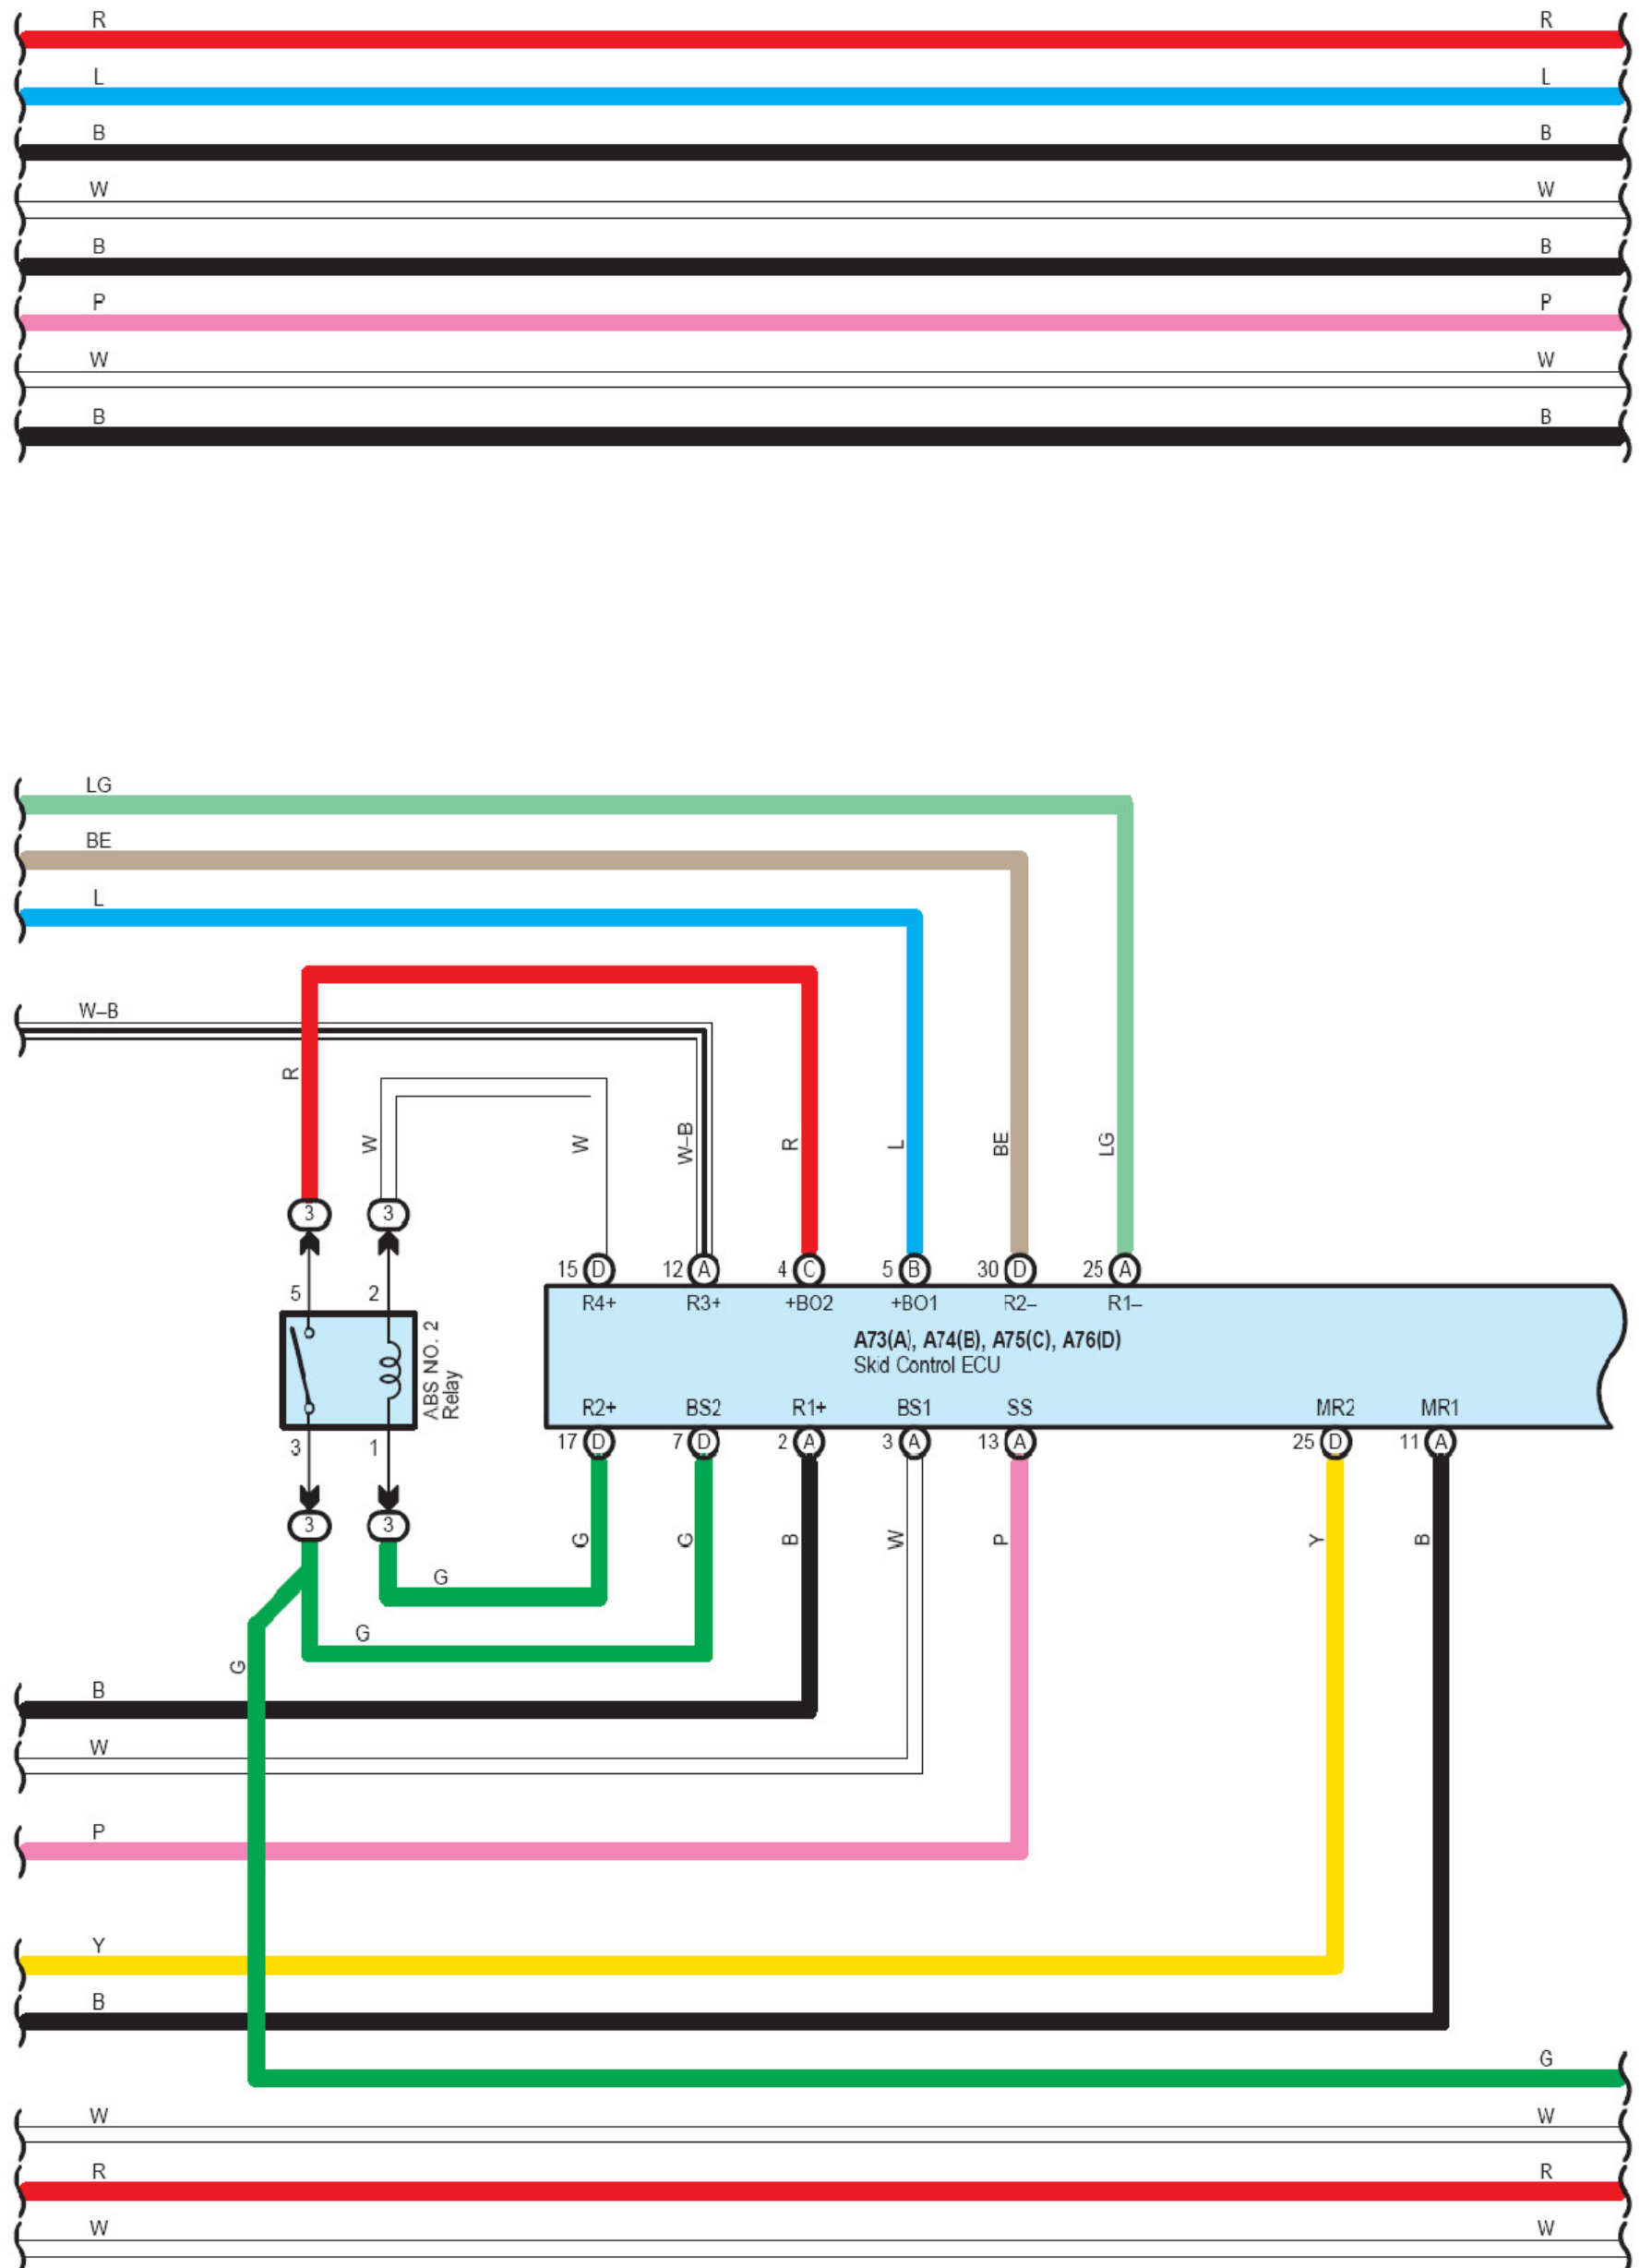 R R
L L
B B
W W
B B
P P
W W
B B
LG
BE
L
W–B
R
W
W
W–B
R
L
BE
LG
3 3
15 D 12 A 4 C 5 B 30 D 25 A
5 2
R4+ R3+ +BO2 +BO1 R2– R1–
A73(A), A74(B), A75(C), A76(D)
Skid Control ECU
ABS NO. 2
Relay
R2+ BS2 R1+ BS1 SS MR2 MR1
17 D 7 D 2 A 3 A 13 A 25 D 11 A
3 1
3 3
G G B W P Y B
G
G
G
B
W
P
Y
B
G
W W
R R
W W